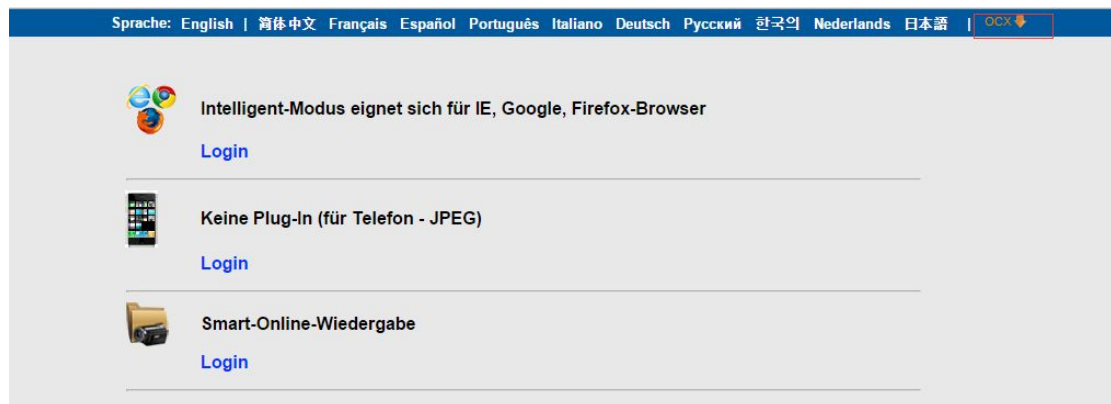 Sprache: English | 简体中文 Français Español Português Italiano Deutsch Русский 한국의 Nederlands 日本語 | OCX
Intelligent-Modus eignet sich für IE, Google, Firefox-Browser
Login
Keine Plug-In (für Telefon - JPEG)
Login
Smart-Online-Wiedergabe
Login